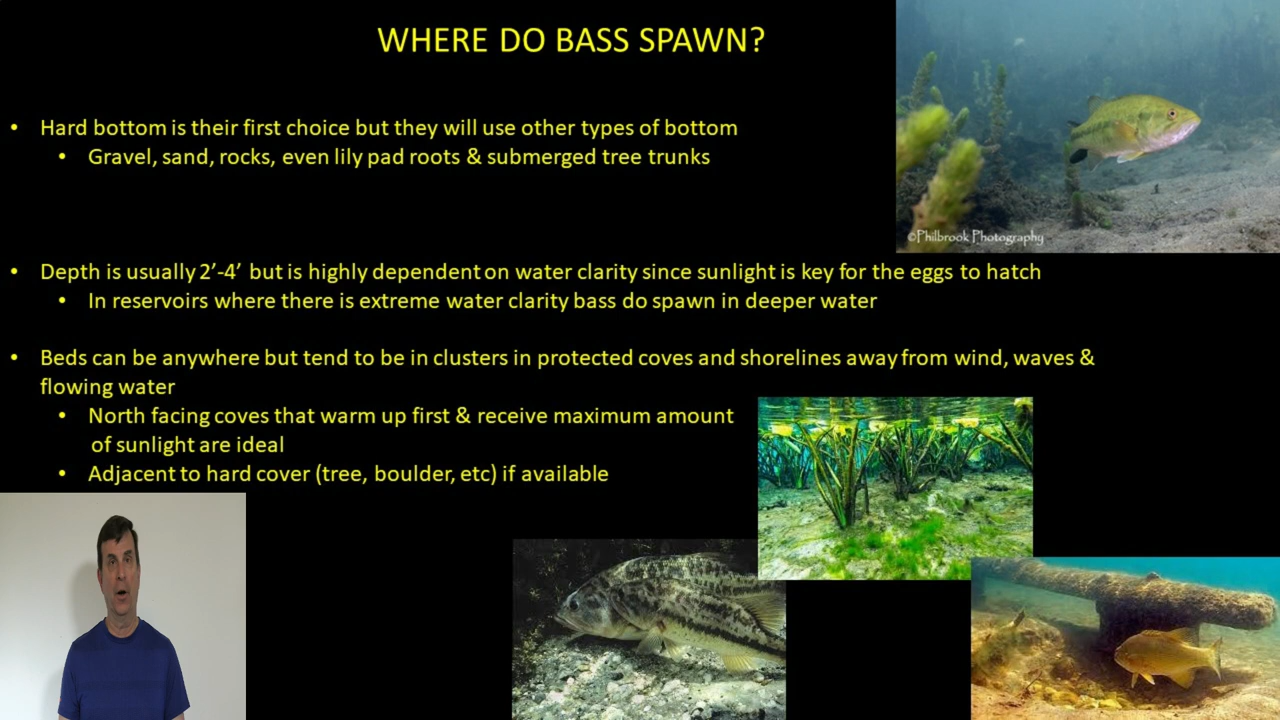 WHERE DO BASS SPAWN?
• Hard bottom is their first choice but they will use other types of bottom
• Gravel, sand, rocks, even lily pad roots & submerged tree trunks
©Philbrook Photography
• Depth is usually 2’-4’ but is highly dependent on water clarity since sunlight is key for the eggs to hatch
• In reservoirs where there is extreme water clarity bass do spawn in deeper water
• Beds can be anywhere but tend to be in clusters in protected coves and shorelines away from wind, waves &
flowing water
• North facing coves that warm up first & receive maximum amount
of sunlight are ideal
• Adjacent to hard cover (tree, boulder, etc) if available